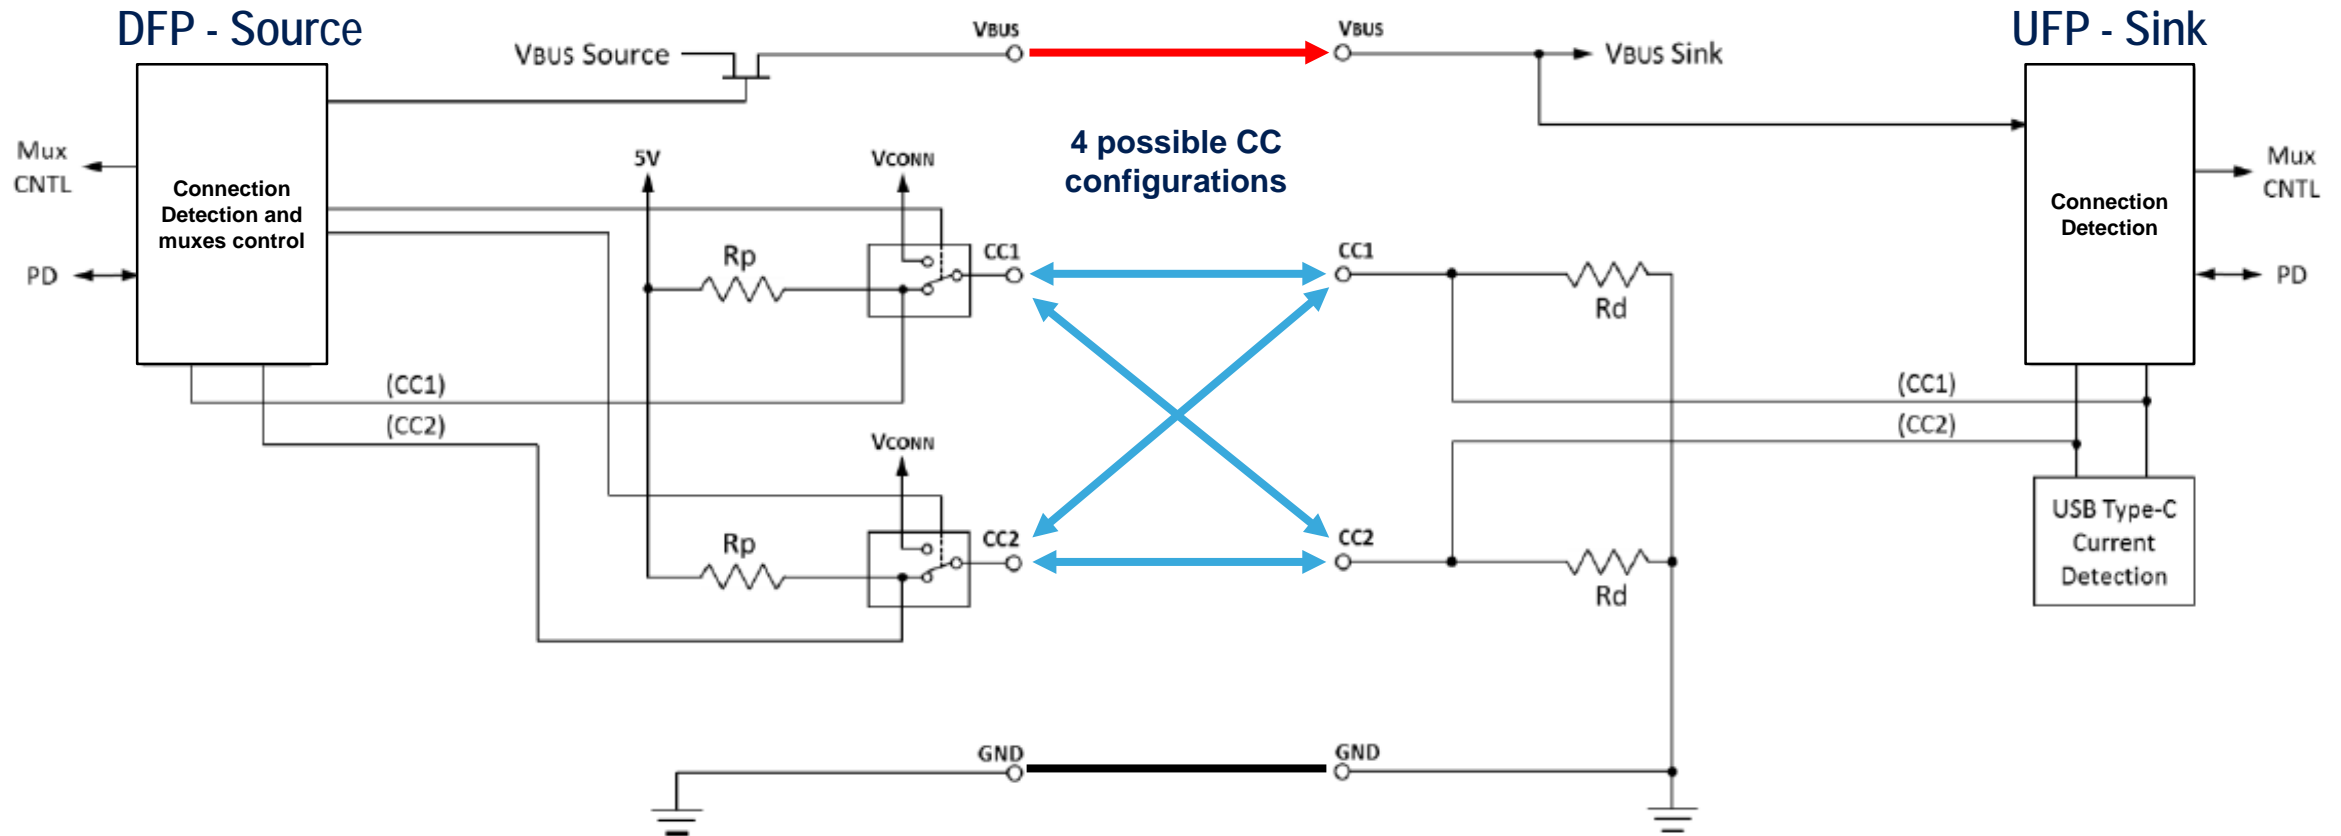 DFP - Source
UFP - Sink
VBUS Source
VBUS
VBUS
VBUS Sink
Mux
CNTL
Connection
Detection and
muxes control
PD
5V
VCONN
4 possible CC
configurations
Mux
CNTL
Connection
Detection
PD
Rp
CC1
CC1
Rd
(CC1)
(CC2)
(CC1)
(CC2)
VCONN
Rp
CC2
CC2
Rd
USB Type-C
Current
Detection
GND
GND